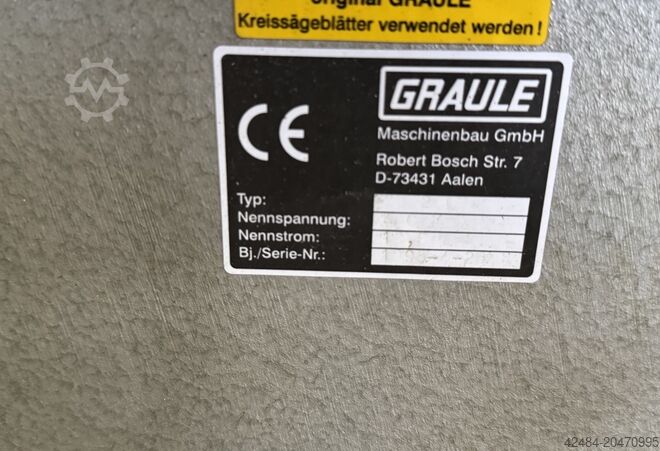 original GRAULE
Kreissägeblätter verwendet werden!
GRAULE
CE
Maschinenbau GmbH
Robert Bosch Str. 7
D-73431 Aalen
Typ:
Nennspannung:
Nennstrom:
Bj./Serie-Nr.:
42484-20470995